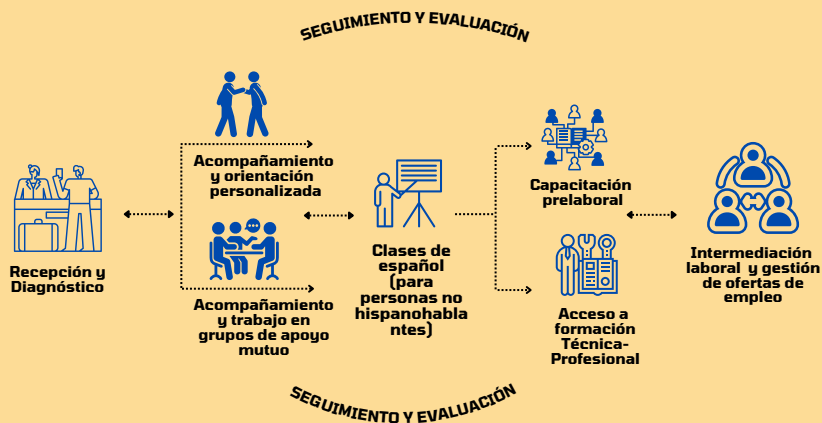 SEGUIMIENTO Y EVALUACIÓN
Recepción y
Diagnóstico
Acompañamiento
y orientación
personalizada
Acompañamiento
y trabajo en
grupos de apoyo
mutuo
Clases de
español
(para
personas no
hispanohabla
ntes)
Capacitación
prelaboral
Acceso a
formación
Técnica-
Profesional
Intermediación
laboral y gestión
de ofertas de
empleo
SEGUIMIENTO Y EVALUACIÓN